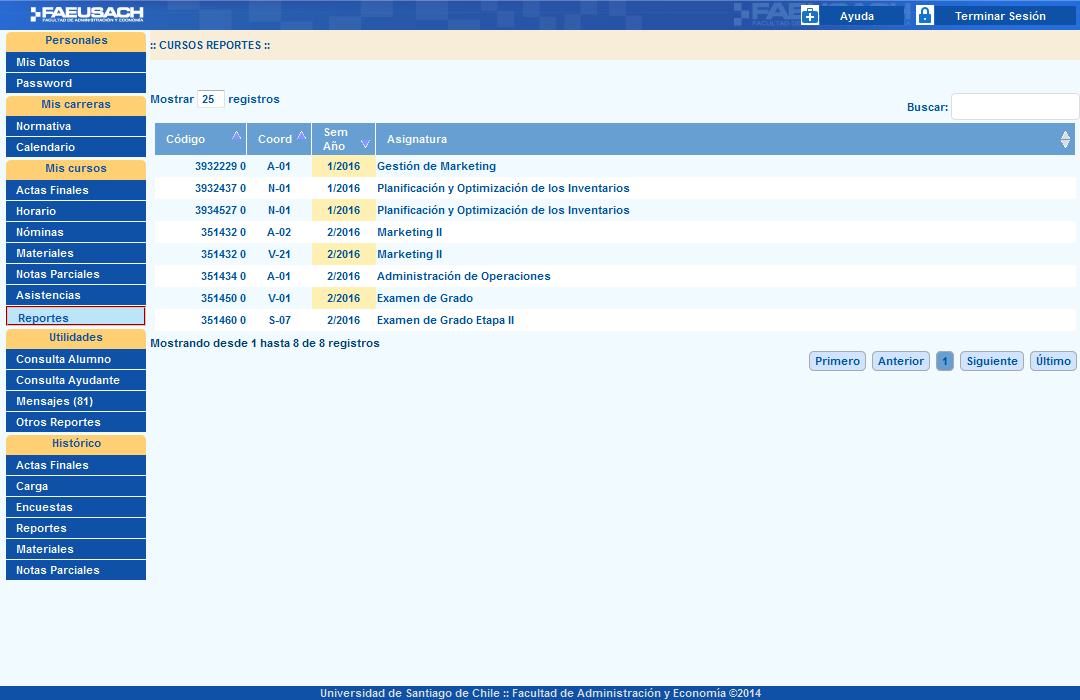 FAEUSACH
FACULTAD DE ADMINISTRACIÓN Y ECONOMÍA
Ayuda
Terminar Sesión
Personales
Mis Datos
Password
Mis carreras
Normativa
Calendario
Mis cursos
Actas Finales
Horario
Nóminas
Materiales
Notas Parciales
Asistencias
Reportes
Utilidades
Consulta Alumno
Consulta Ayudante
Mensajes (81)
Otros Reportes
Histórico
Actas Finales
Carga
Encuestas
Reportes
Materiales
Notas Parciales
:: CURSOS REPORTES ::
Mostrar 25 registros
Buscar:
Código Coord Sem Año Asignatura
3932229 0 A-01 1/2016 Gestión de Marketing
3932437 0 N-01 1/2016 Planificación y Optimización de los Inventarios
3934527 0 N-01 1/2016 Planificación y Optimización de los Inventarios
351432 0 A-02 2/2016 Marketing II
351432 0 V-21 2/2016 Marketing II
351434 0 A-01 2/2016 Administración de Operaciones
351450 0 V-01 2/2016 Examen de Grado
351460 0 S-07 2/2016 Examen de Grado Etapa II
Mostrando desde 1 hasta 8 de 8 registros
Primero Anterior 1 Siguiente Último
Universidad de Santiago de Chile :: Facultad de Administración y Economía ©2014